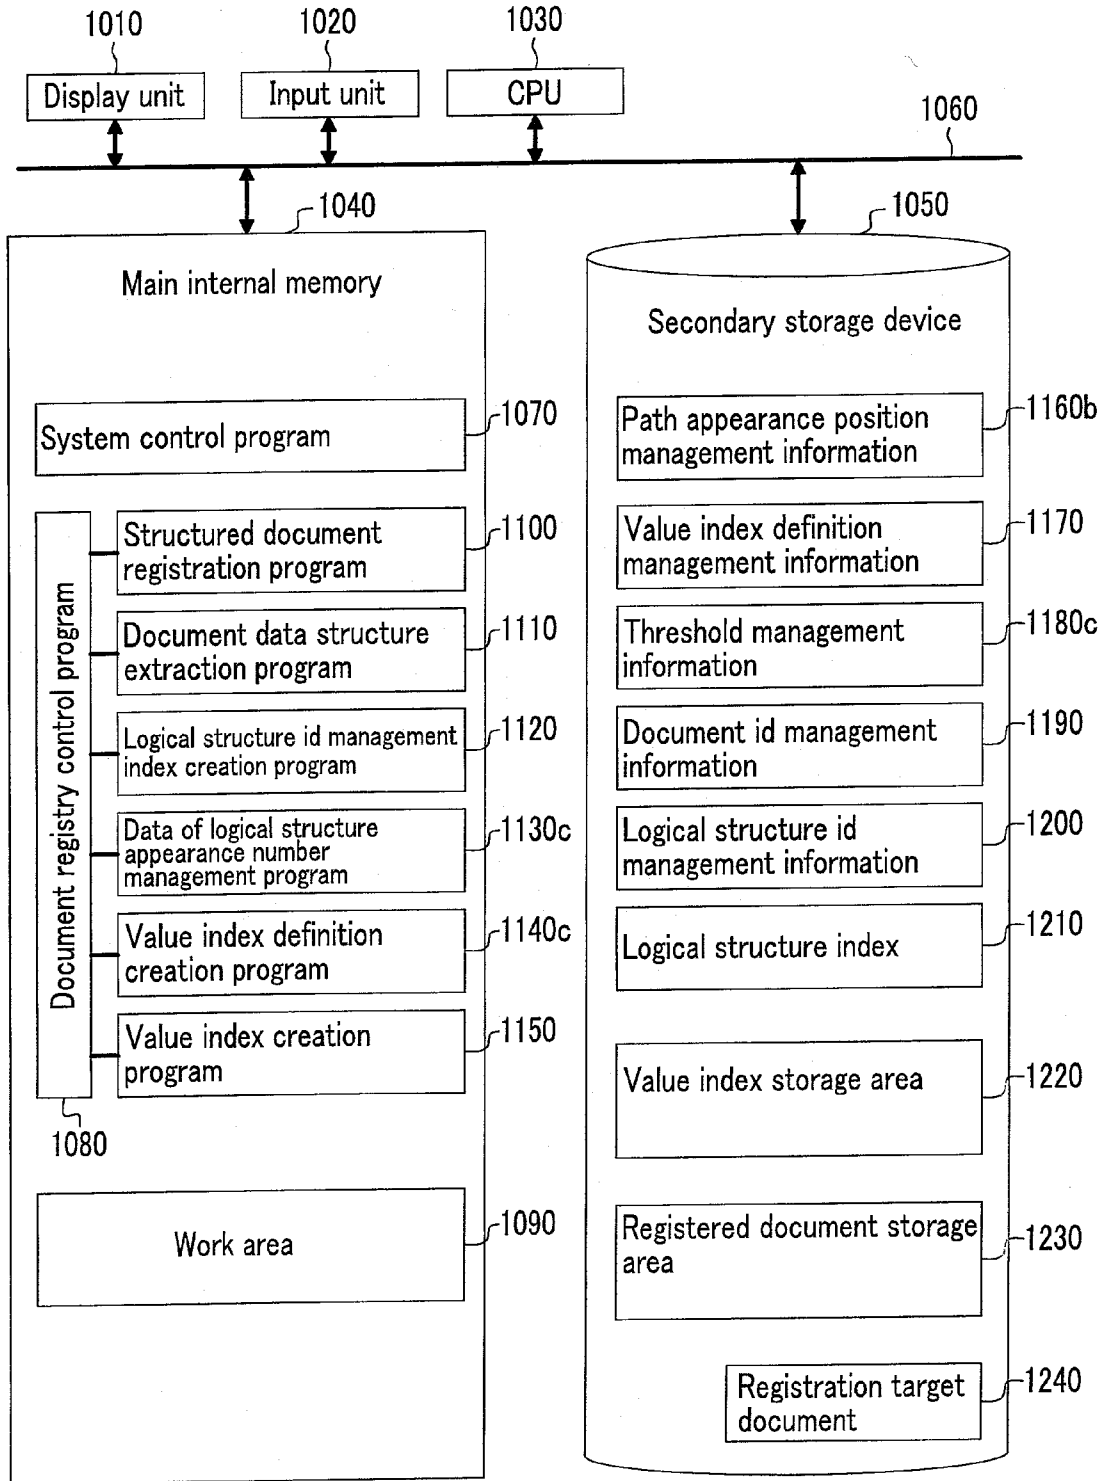 1010
1020
1030
Display unit
Input unit
CPU
1060
1040
1050
Main internal memory
Secondary storage device
System control program
1070
Document registry control program
1080
Structured document
registration program
1100
Document data structure
extraction program
1110
Logical structure id management
index creation program
1120
Data of logical structure
appearance number
management program
1130c
Value index definition
creation program
1140c
Value index creation
program
1150
Work area
1090
Path appearance position
management information
1160b
Value index definition
management information
1170
Threshold management
information
1180c
Document id management
information
1190
Logical structure id
management information
1200
Logical structure index
1210
Value index storage area
1220
Registered document storage
area
1230
Registration target
document
1240